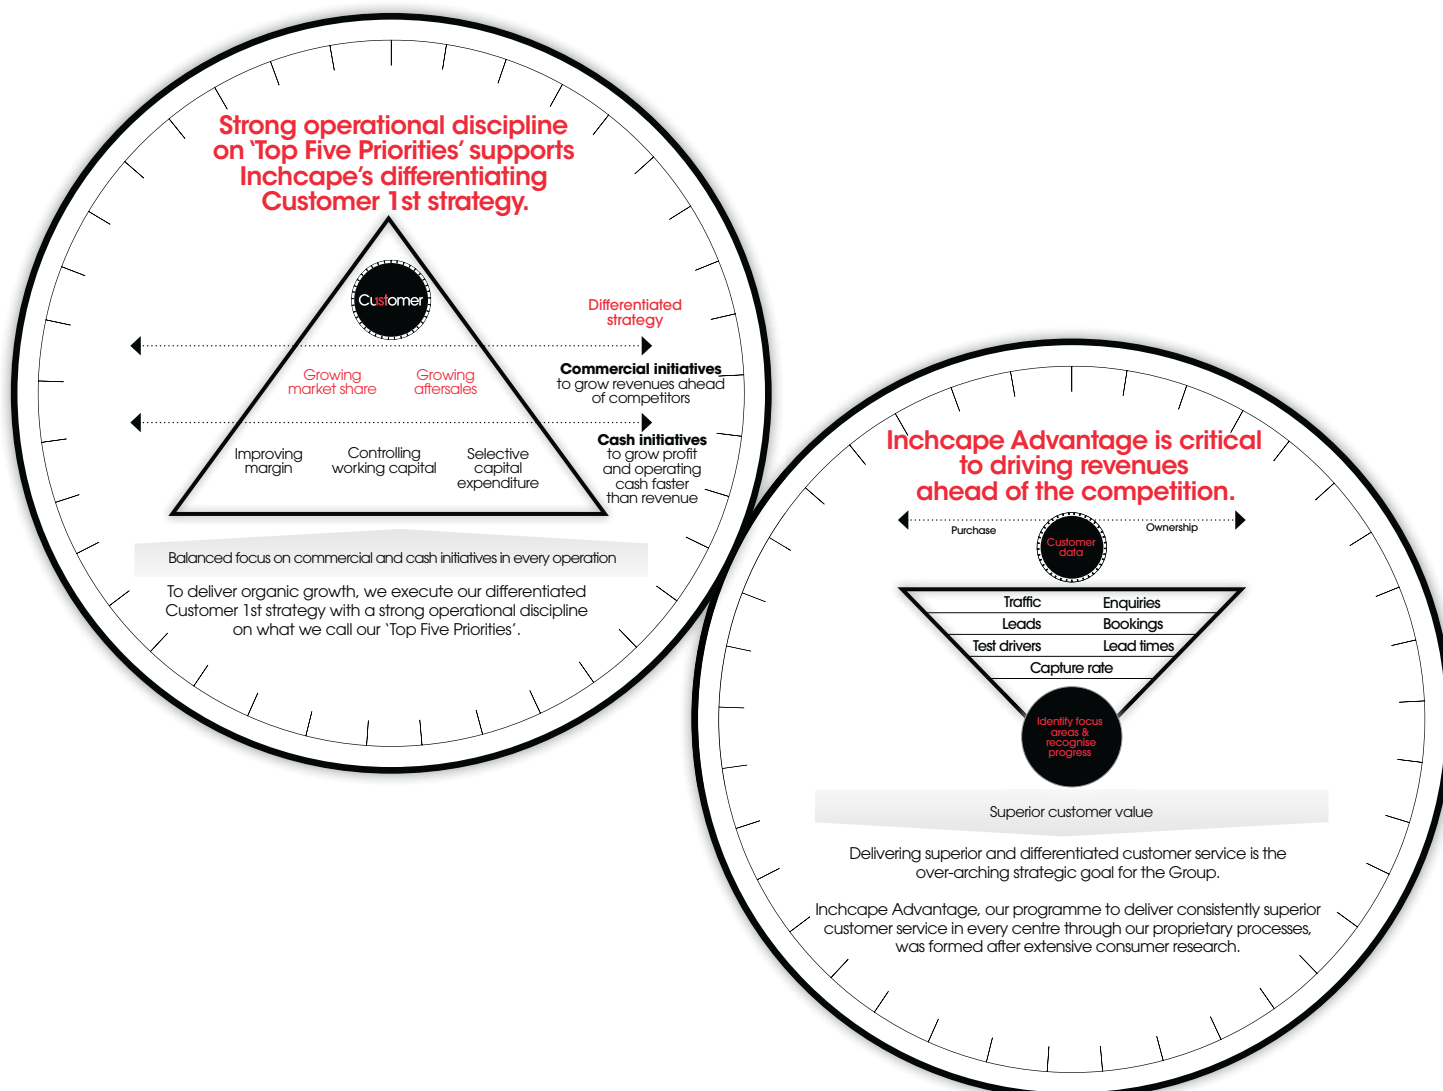 Strong operational discipline
on ‘Top Five Priorities’ supports
Inchcape’s differentiating
Customer 1st strategy.
Customer
Differentiated
strategy
Growing
market share
Growing
aftersales
Commercial initiatives
to grow revenues ahead
of competitors
Improving
margin
Controlling
working capital
Selective
capital
expenditure
Cash initiatives
to grow profit
and operating
cash faster
than revenue
Balanced focus on commercial and cash initiatives in every operation
To deliver organic growth, we execute our differentiated
Customer 1st strategy with a strong operational discipline
on what we call our ‘Top Five Priorities’.
Inchcape Advantage is critical
to driving revenues
ahead of the competition.
Purchase
Customer
data
Ownership
Traffic Enquiries
Leads Bookings
Test drivers Lead times
Capture rate
Identify focus
areas &
recognise
progress
Superior customer value
Delivering superior and differentiated customer service is the
over-arching strategic goal for the Group.
Inchcape Advantage, our programme to deliver consistently superior
customer service in every centre through our proprietary processes,
was formed after extensive consumer research.